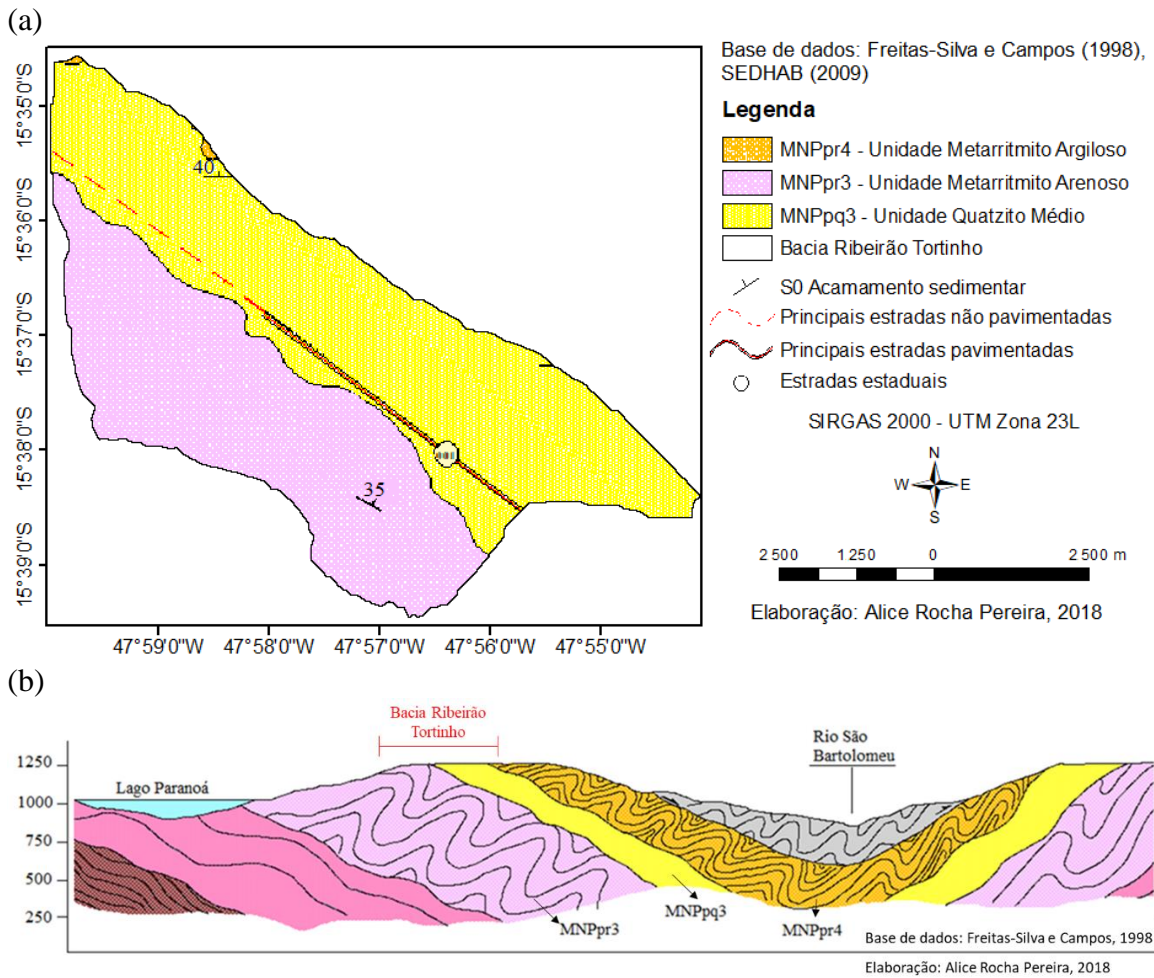 (a)
Base de dados: Freitas-Silva e Campos (1998),
SEDHAB (2009)
Legenda
MNPpr4 - Unidade Metarritmito Argiloso
MNPpr3 - Unidade Metarritmito Arenoso
MNPpq3 - Unidade Quatzito Médio
Bacia Ribeirão Tortinho
S0 Acamamento sedimentar
Principais estradas não pavimentadas
Principais estradas pavimentadas
Estradas estaduais
SIRGAS 2000 - UTM Zona 23L
N
W E
S
2 500 1 250 0 2 500 m
Elaboração: Alice Rocha Pereira, 2018
15°35'0"S
15°36'0"S
15°37'0"S
15°38'0"S
15°39'0"S
40
35
47°59'0"W 47°58'0"W 47°57'0"W 47°56'0"W 47°55'0"W
(b)
Bacia Ribeirão
Tortinho
Rio São
Bartolomeu
Lago Paranoá
1250
1000
750
500
250
MNPpr3
MNPpq3
MNPpr4
Base de dados: Freitas-Silva e Campos, 1998
Elaboração: Alice Rocha Pereira, 2018